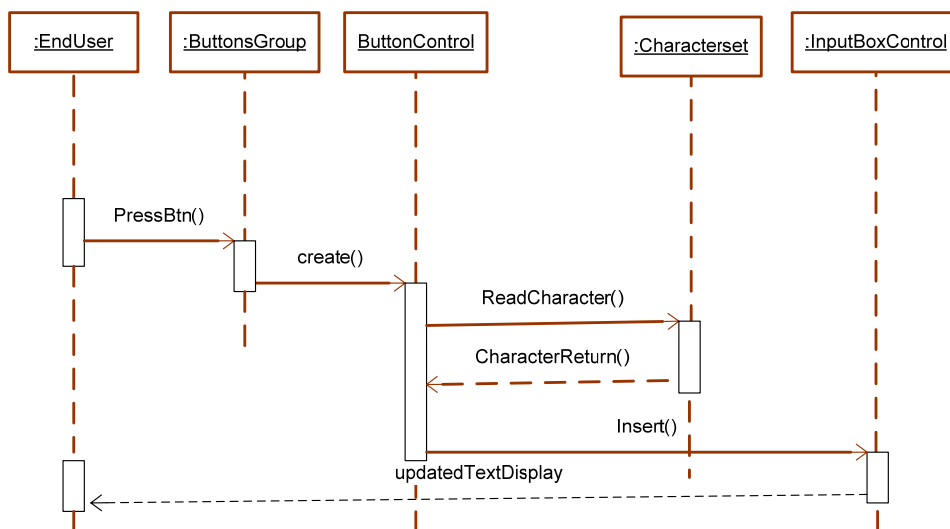 :EndUser
:ButtonsGroup
ButtonControl
:Characterset
:InputBoxControl
PressBtn()
create()
ReadCharacter()
CharacterReturn()
Insert()
updatedTextDisplay